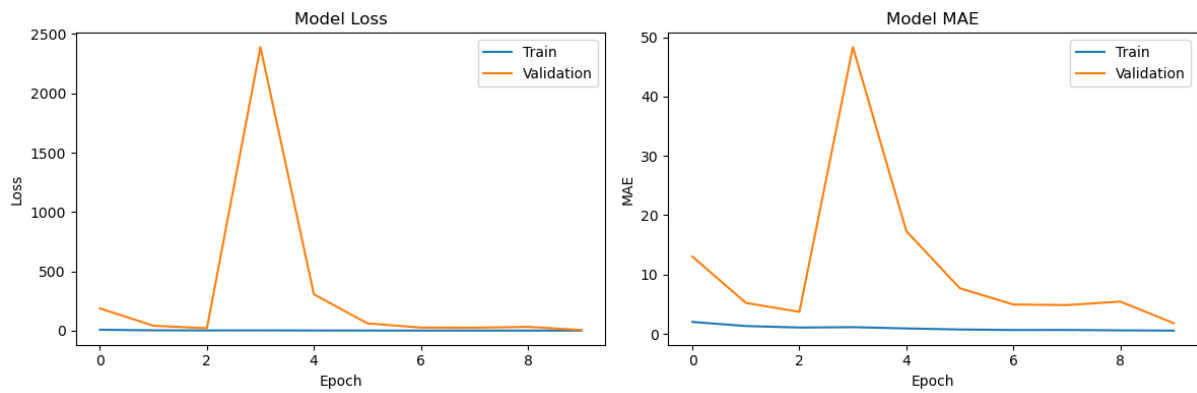 Model Loss
Loss
2500
2000
1500
1000
500
0
Train
Validation
0 2 4 6 8
Epoch
Model MAE
MAE
50
40
30
20
10
0
Train
Validation
0 2 4 6 8
Epoch